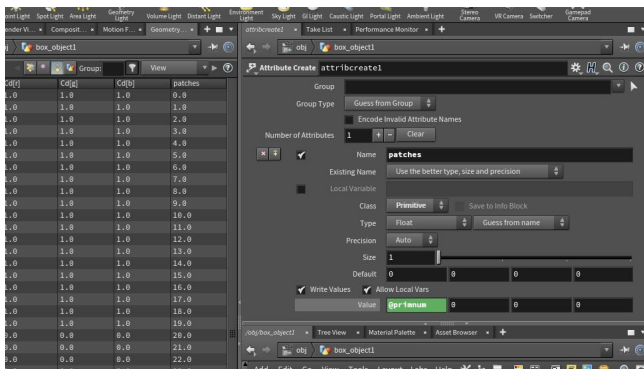 oint Light Spot Light Area Light Geometry Light Volume Light Distant Light Environment Light Sky Light GI Light Caustic Light Portal Light Ambient Light Stereo Camera VR Camera Switcher Gamepad Camera
ender Vi... Composit... Motion F... Geometry... attribcreate1 Take List Performance Monitor
box_object1 obj box_object1
Group: View Attribute Create attribcreate1
Cd[r] Cd[g] Cd[b] patches
1.0 1.0 1.0 0.0
1.0 1.0 1.0 1.0
1.0 1.0 1.0 2.0
1.0 1.0 1.0 3.0
1.0 1.0 1.0 4.0
1.0 1.0 1.0 5.0
1.0 1.0 1.0 6.0
1.0 1.0 1.0 7.0
1.0 1.0 1.0 8.0
1.0 1.0 1.0 9.0
1.0 1.0 1.0 10.0
1.0 1.0 1.0 11.0
1.0 1.0 1.0 12.0
1.0 1.0 1.0 13.0
1.0 1.0 1.0 14.0
1.0 1.0 1.0 15.0
1.0 1.0 1.0 16.0
1.0 1.0 1.0 17.0
1.0 1.0 1.0 18.0
1.0 1.0 1.0 19.0
0.0 0.0 0.0 20.0
0.0 0.0 0.0 21.0
0.0 0.0 0.0 22.0
Group
Group Type Guess from Group
Encode Invalid Attribute Names
Number of Attributes 1 + - Clear
Name patches
Existing Name Use the better type, size and precision
Local Variable
Class Primitive Save to Info Block
Type Float Guess from name
Precision Auto
Size 1
Default 0 0 0 0
Write Values Allow Local Vars
Value @primnum 0 0 0
/obj/box_object1 Tree View Material Palette Asset Browser
obj box_object1
Add Edit Go View Tools Layout Labs Help